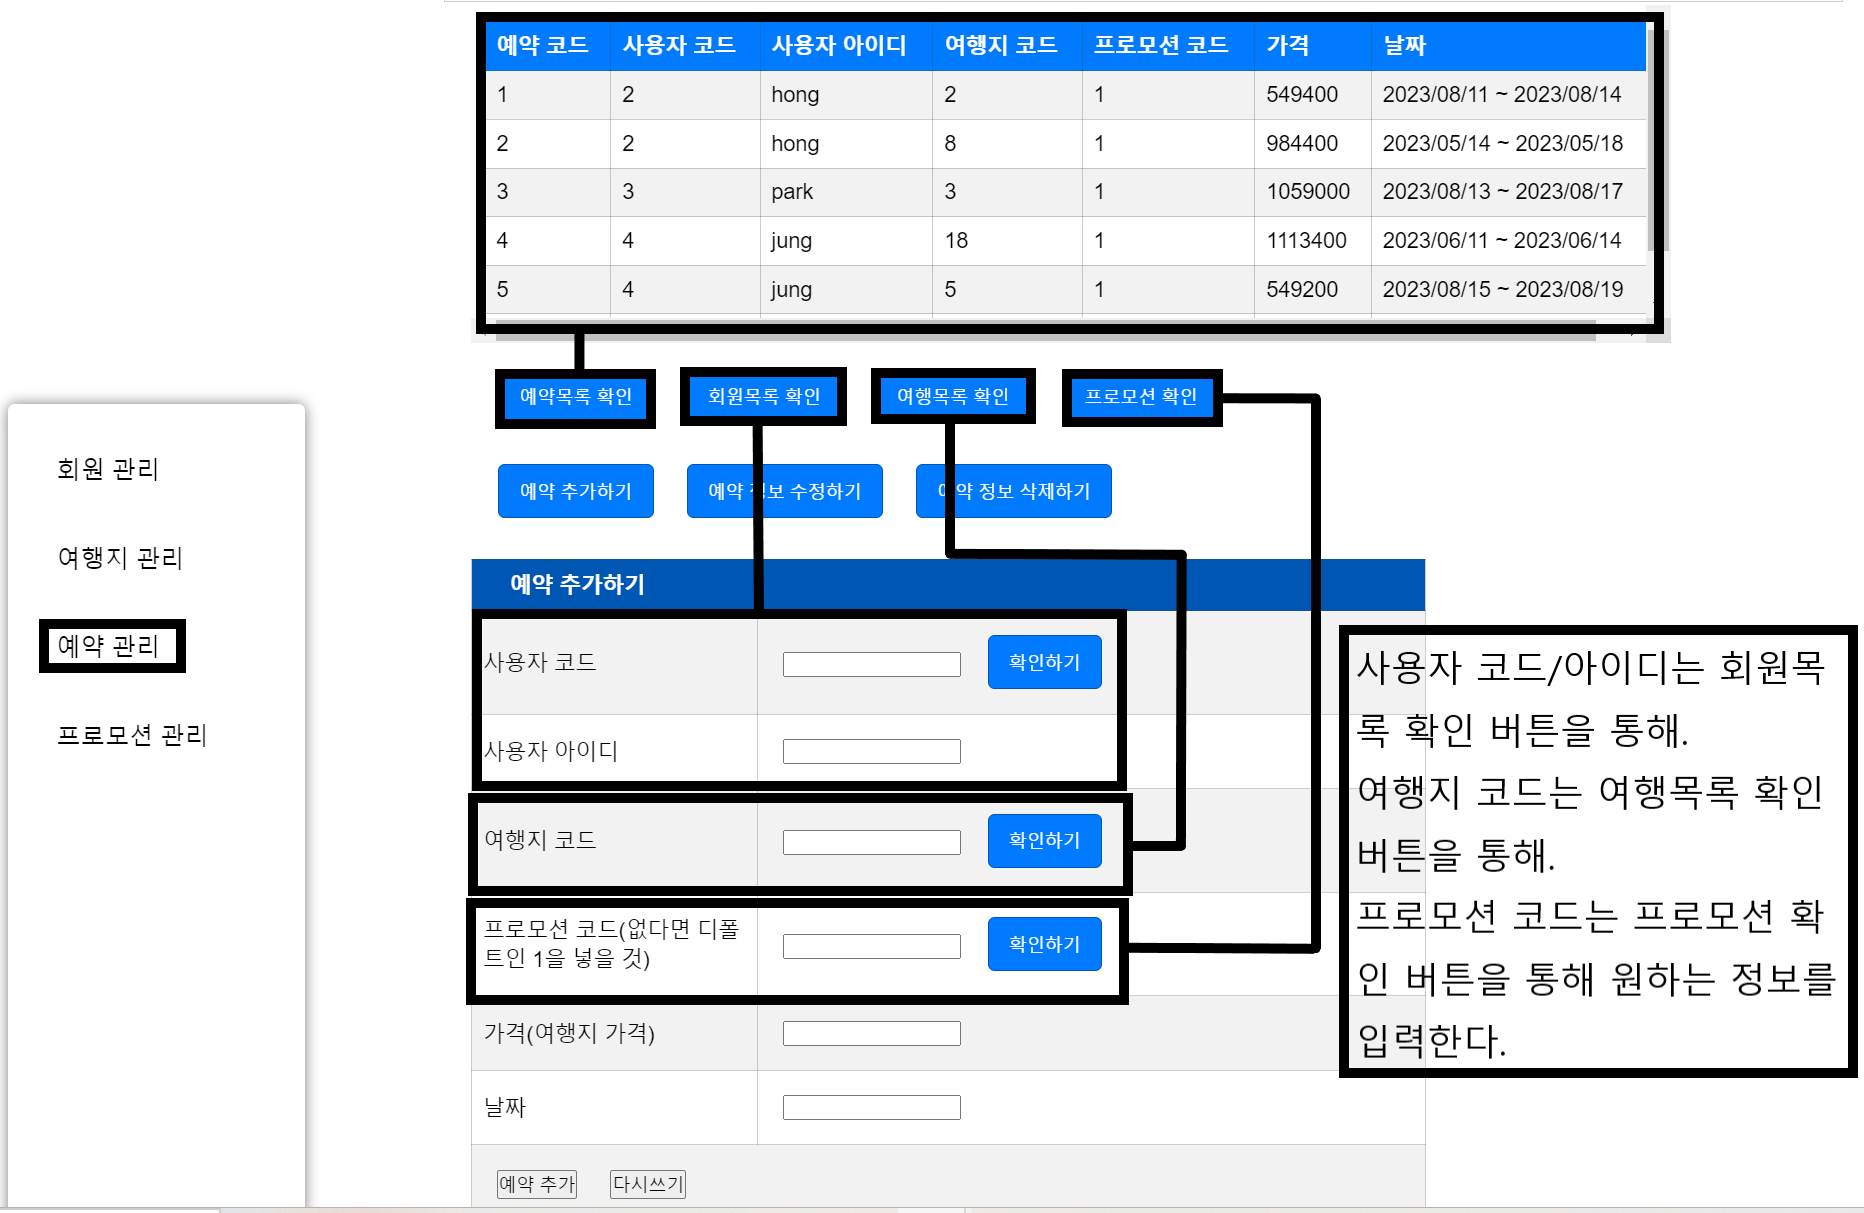 예약 코드 사용자 코드 사용자 아이디 여행지 코드 프로모션 코드 가격 날짜
1 2 hong 2 1 549400 2023/08/11 ~ 2023/08/14
2 2 hong 8 1 984400 2023/05/14 ~ 2023/05/18
3 3 park 3 1 1059000 2023/08/13 ~ 2023/08/17
4 4 jung 18 1 1113400 2023/06/11 ~ 2023/06/14
5 4 jung 5 1 549200 2023/08/15 ~ 2023/08/19
예약목록 확인 회원목록 확인 여행목록 확인 프로모션 확인
예약 추가하기 예약 정보 수정하기 예약 정보 삭제하기
회원 관리
여행지 관리
예약 관리
프로모션 관리
예약 추가하기
사용자 코드 확인하기
사용자 아이디
여행지 코드 확인하기
프로모션 코드(없다면 디폴
트인 1을 넣을 것) 확인하기
가격(여행지 가격)
날짜
예약 추가 다시쓰기
사용자 코드/아이디는 회원목
록 확인 버튼을 통해.
여행지 코드는 여행목록 확인
버튼을 통해.
프로모션 코드는 프로모션 확
인 버튼을 통해 원하는 정보를
입력한다.